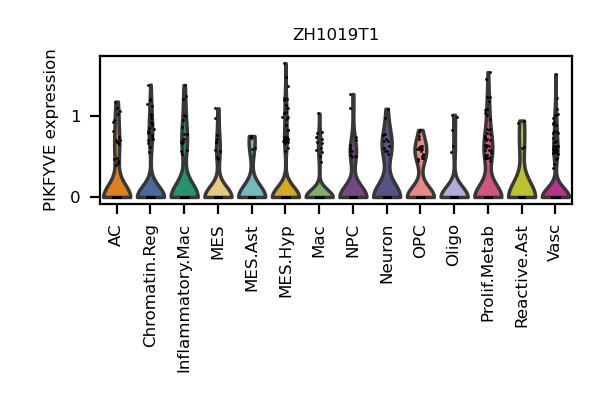 ZH1019T1
PIKFYVE expression
1
0
AC
Chromatin.Reg
Inflammatory.Mac
MES
MES.Ast
MES.Hyp
Mac
NPC
Neuron
OPC
Oligo
Prolif.Metab
Reactive.Ast
Vasc